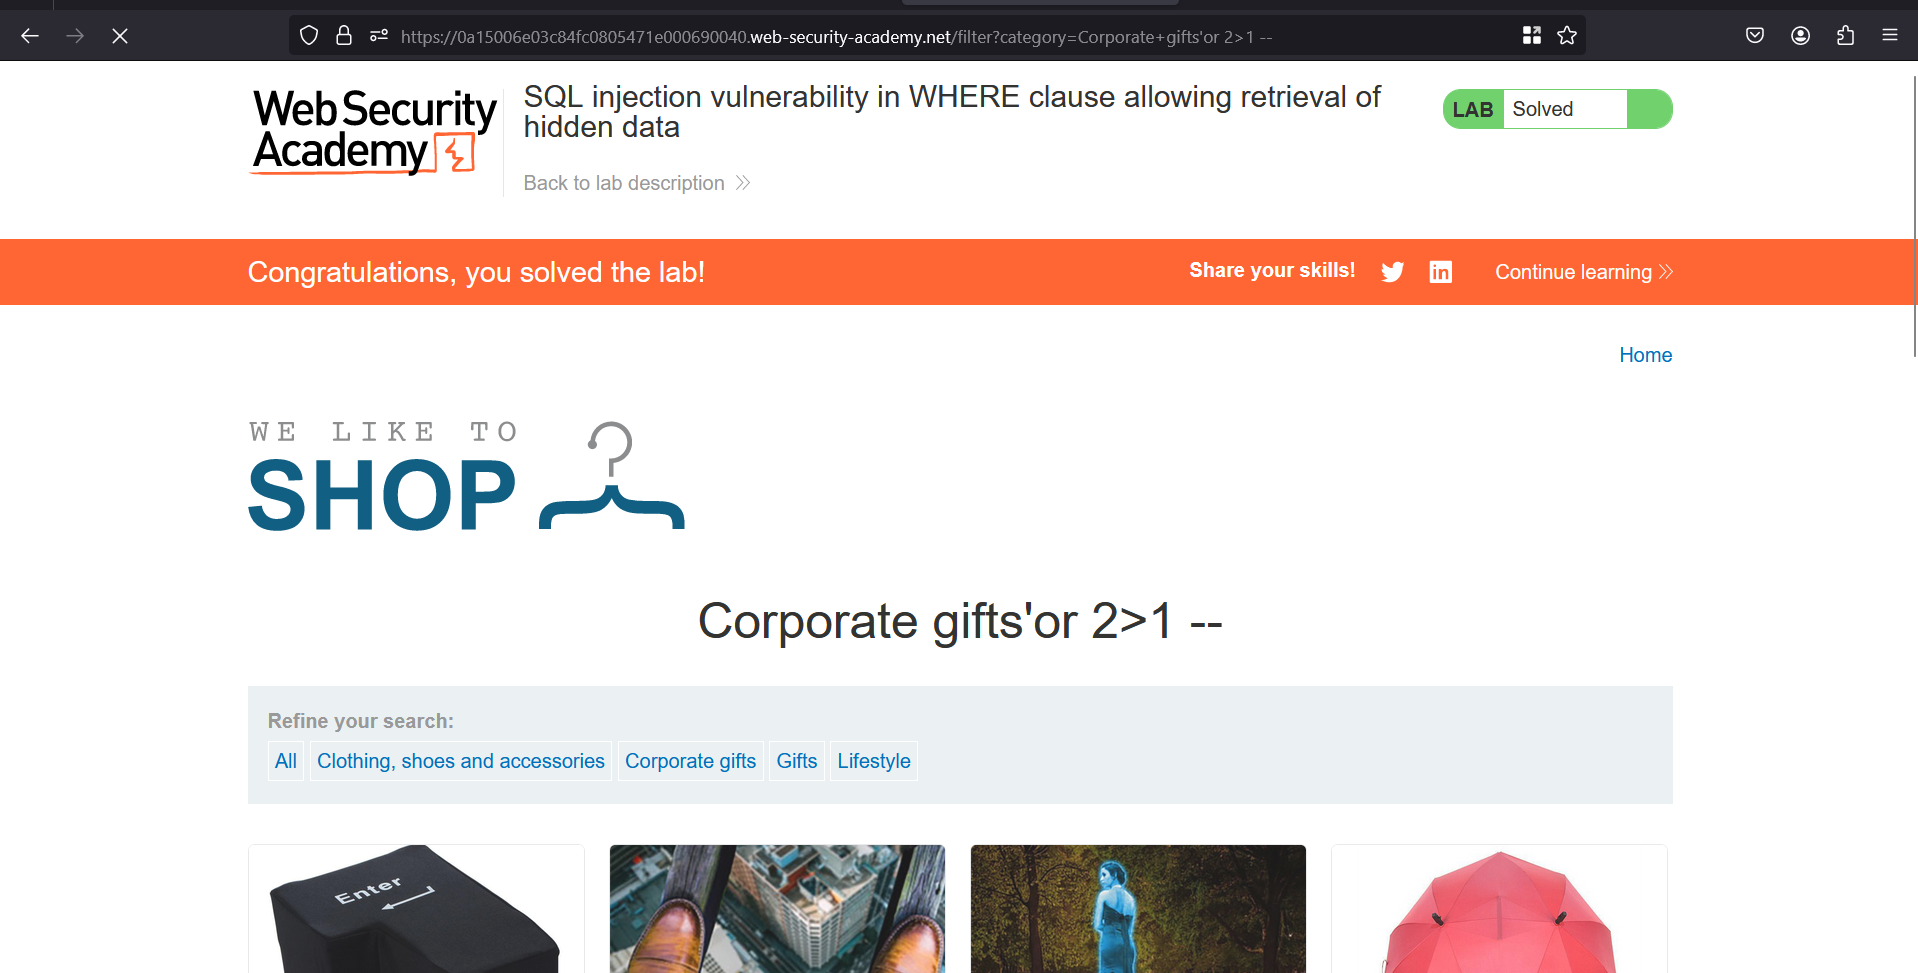 https://0a15006e03c84fc0805471e000690040.web-security-academy.net/filter?category=Corporate+gifts'or 2>1 --
WebSecurity
Academy
SQL injection vulnerability in WHERE clause allowing retrieval of
hidden data
Back to lab description
LAB Solved
Congratulations, you solved the lab!
Share your skills!
Continue learning
Home
WE LIKE TO
SHOP
Corporate gifts'or 2>1 --
Refine your search:
All Clothing, shoes and accessories Corporate gifts Gifts Lifestyle
Enter